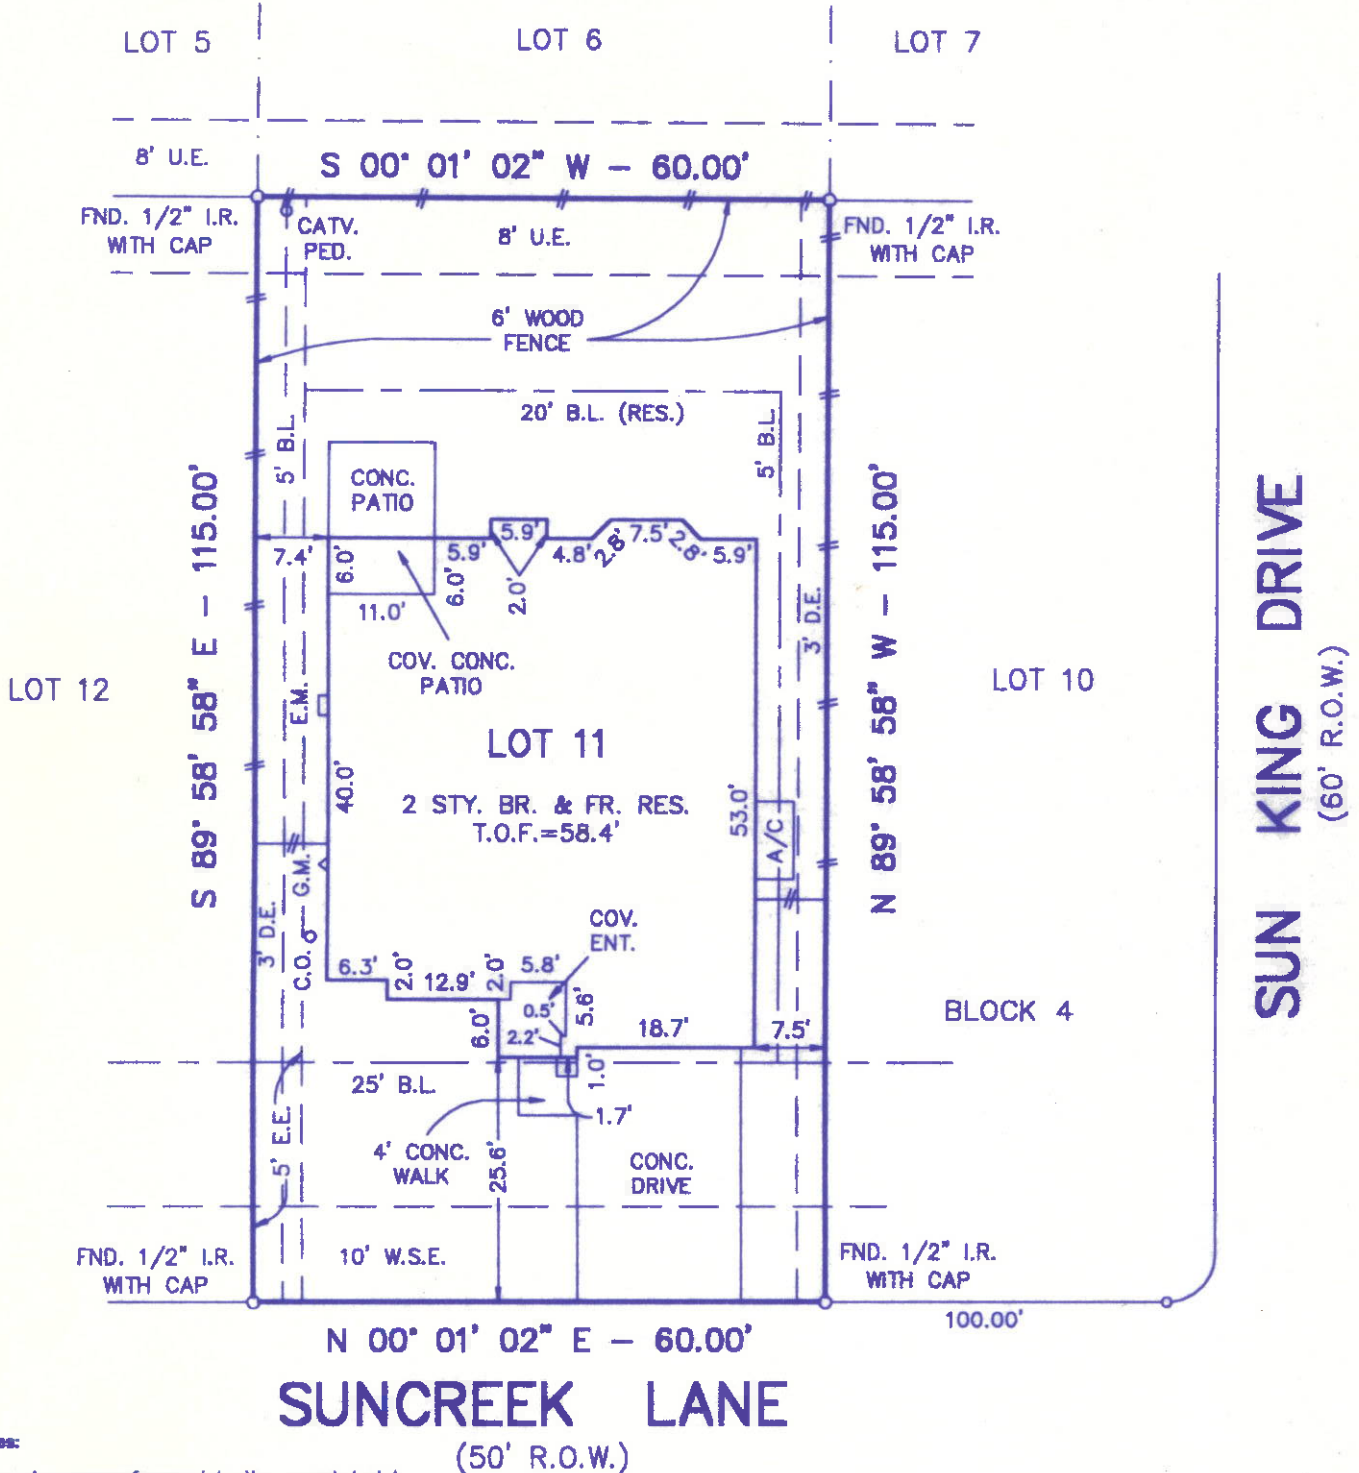 LOT 5
LOT 6
LOT 7
8' U.E.
S 00° 01' 02" W - 60.00'
FND. 1/2" I.R.
WITH CAP
CATV.
PED.
8' U.E.
FND. 1/2" I.R.
WITH CAP
6' WOOD
FENCE
20' B.L. (RES.)
5' B.L.
5' B.L.
CONC.
PATIO
S 89° 58' 58" E - 115.00'
N 89° 58' 58" W - 115.00'
SUN KING DRIVE
(60' R.O.W.)
7.4'
6.0'
11.0'
5.9'
6.0'
5.9'
2.0'
4.8'
2.8'
7.5'
2.8'
5.9'
3' D.E.
COV. CONC.
PATIO
LOT 12
E.M.
LOT 10
LOT 11
40.0'
2 STY. BR. & FR. RES.
T.O.F.=58.4'
53.0'
A/C
G.M.
3' D.E.
C.O.
COV.
ENT.
6.3'
2.0'
12.9'
2.0'
5.8'
0.5'
5.6'
2.2'
6.0'
18.7'
7.5'
BLOCK 4
25' B.L.
1.0'
1.7'
5' E.E.
4' CONC.
WALK
25.6'
CONC.
DRIVE
FND. 1/2" I.R.
WITH CAP
10' W.S.E.
FND. 1/2" I.R.
WITH CAP
100.00'
N 00° 01' 02" E - 60.00'
SUNCREEK LANE
(50' R.O.W.)